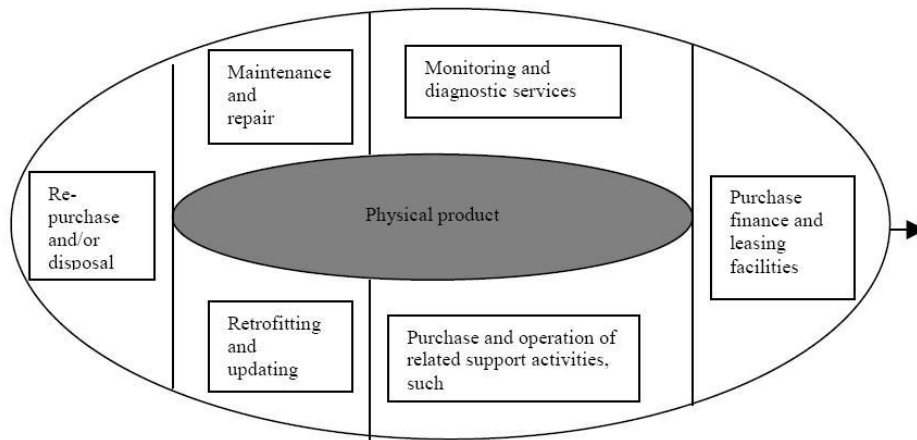 Maintenance
and
repair
Monitoring and
diagnostic services
Re-
purchase
and/or
disposal
Physical product
Purchase
finance and
leasing
facilities
Retrofitting
and
updating
Purchase and operation of
related support activities,
such